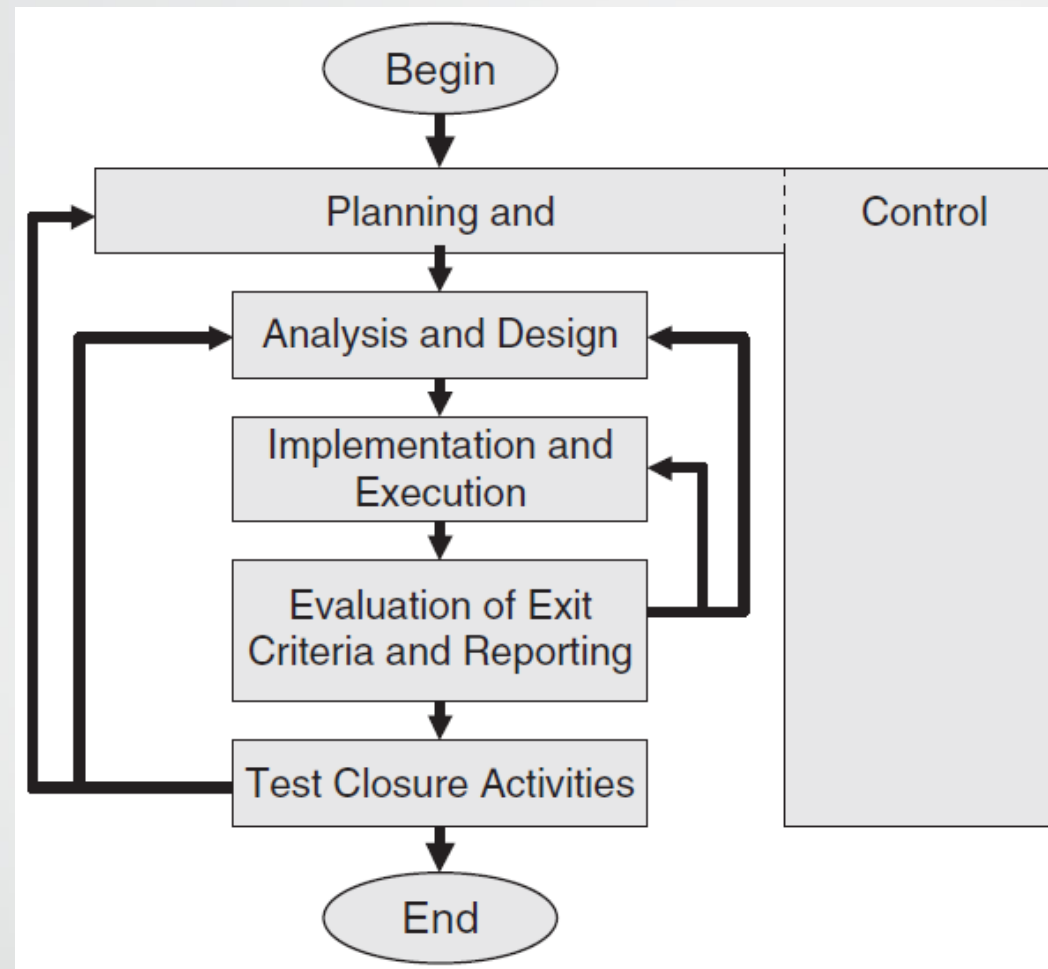 Begin
Planning and
Control
Analysis and Design
Implementation and
Execution
Evaluation of Exit
Criteria and Reporting
Test Closure Activities
End